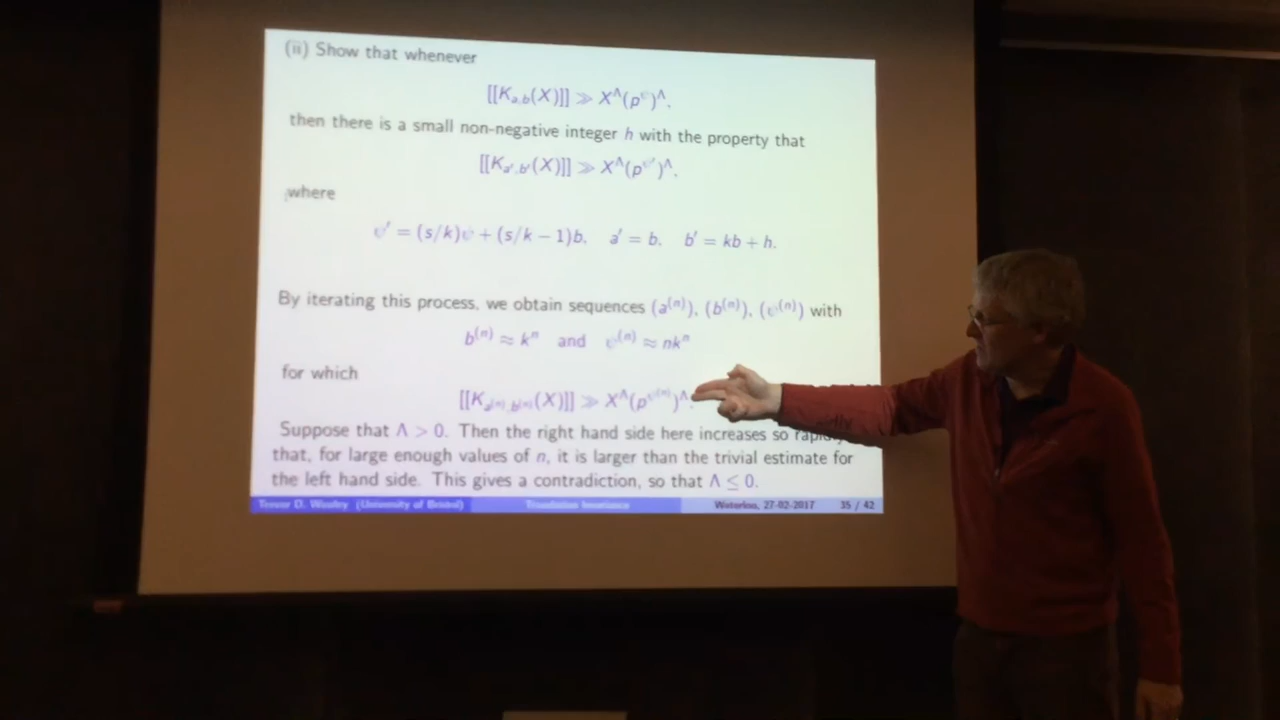 (ii) Show that whenever
[[K_{a,b}(X)]] ≫ X^Λ(p^ψ)^Λ,
then there is a small non-negative integer h with the property that
[[K_{a′,b′}(X)]] ≫ X^Λ(p^{ψ′})^Λ,
where
ψ′ = (s/k)ψ + (s/k − 1)b, a′ = b, b′ = kb + h.
By iterating this process, we obtain sequences (a^{(n)}), (b^{(n)}), (ψ^{(n)}) with
b^{(n)} ≈ k^n and ψ^{(n)} ≈ nk^n
for which
[[K_{a^{(n)},b^{(n)}}(X)]] ≫ X^Λ(p^{ψ^{(n)}})^Λ.
Suppose that Λ > 0. Then the right hand side here increases so rapidly
that, for large enough values of n, it is larger than the trivial estimate for
the left hand side. This gives a contradiction, so that Λ ≤ 0.
Trevor D. Wooley (University of Bristol) Translation Invariance Waterloo, 27-02-2017 35 / 42